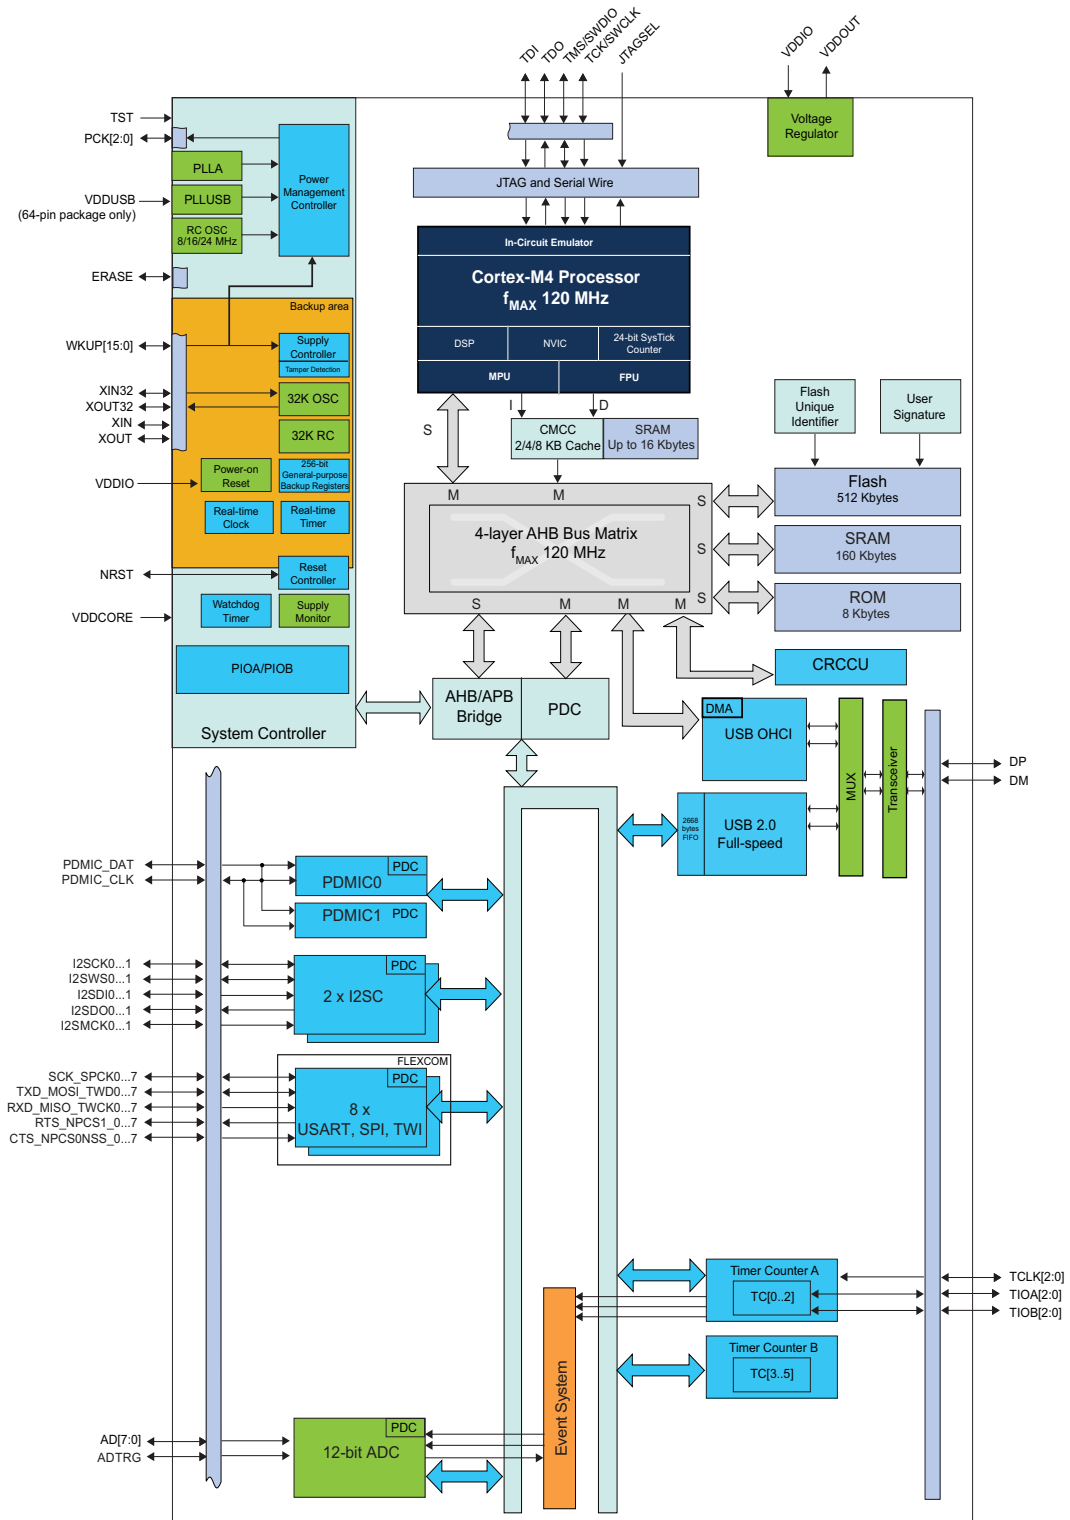 TDI
TDO
TMS/SWDIO
TCK/SWCLK
JTAGSEL
VDDIO
VDDOUT
TST
PCK[2:0]
VDDUSB
(64-pin package only)
ERASE
WKUP[15:0]
XIN32
XOUT32
XIN
XOUT
VDDIO
NRST
VDDCORE
PLLA
PLLUSB
RC OSC
8/16/24 MHz
Power
Management
Controller
Backup area
Supply
Controller
Tamper Detection
32K OSC
32K RC
Power-on
Reset
256-bit
General-purpose
Backup Registers
Real-time
Clock
Real-time
Timer
Reset
Controller
Watchdog
Timer
Supply
Monitor
PIOA/PIOB
System Controller
Voltage
Regulator
JTAG and Serial Wire
In-Circuit Emulator
Cortex-M4 Processor
fMAX 120 MHz
DSP
NVIC
24-bit SysTick
Counter
MPU
FPU
S
I
D
CMCC
2/4/8 KB Cache
SRAM
Up to 16 Kbytes
Flash
Unique
Identifier
User
Signature
M
M
S
4-layer AHB Bus Matrix
fMAX 120 MHz
S
S
S
M
M
M
Flash
512 Kbytes
SRAM
160 Kbytes
ROM
8 Kbytes
CRCCU
AHB/APB
Bridge
PDC
DMA
USB OHCI
2668
bytes
FIFO
USB 2.0
Full-speed
MUX
Transceiver
DP
DM
PDMIC_DAT
PDMIC_CLK
PDC
PDMIC0
PDMIC1
PDC
I2SCK0...1
I2SWS0...1
I2SDI0...1
I2SDO0...1
I2SMCK0...1
PDC
2 x I2SC
FLEXCOM
SCK_SPCK0...7
TXD_MOSI_TWD0...7
RXD_MISO_TWCK0...7
RTS_NPCS1_0...7
CTS_NPCS0NSS_0...7
PDC
8 x
USART, SPI, TWI
Timer Counter A
TC[0..2]
TCLK[2:0]
TIOA[2:0]
TIOB[2:0]
Timer Counter B
TC[3..5]
Event System
AD[7:0]
ADTRG
PDC
12-bit ADC